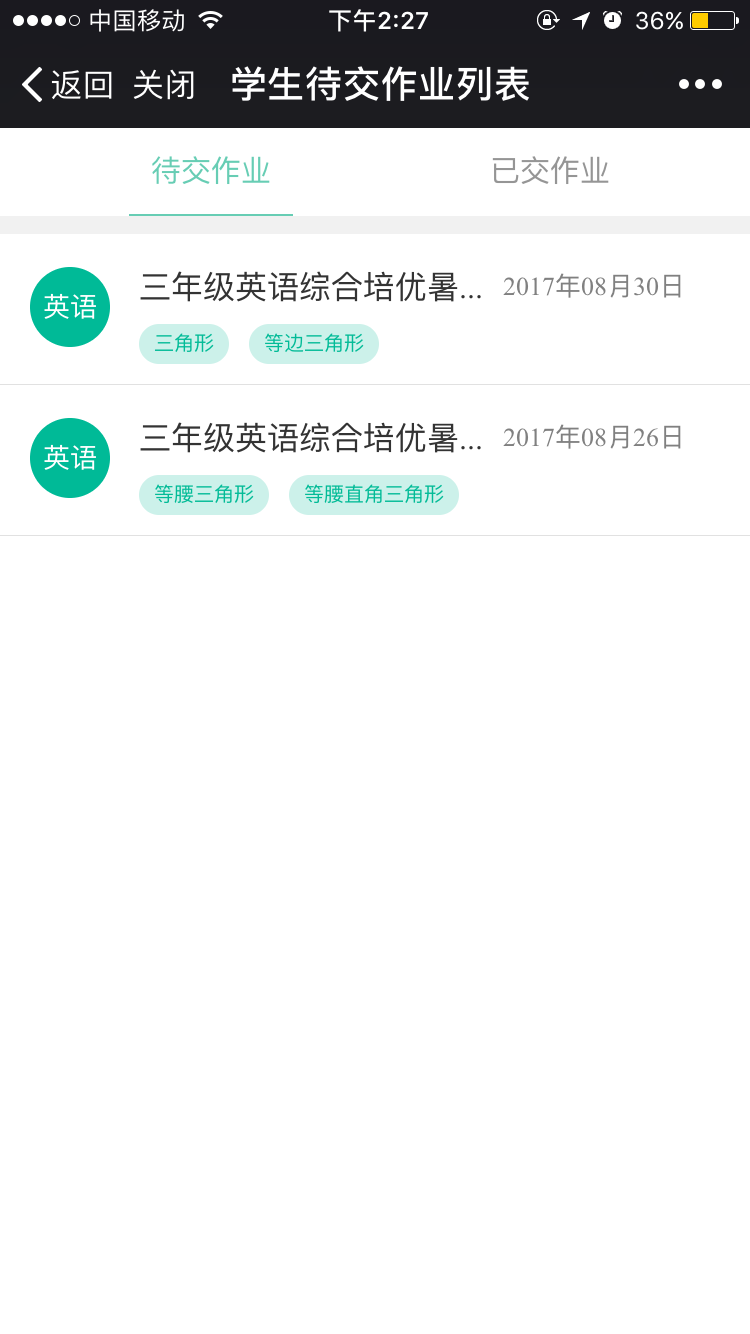 中国移动 下午2:27 36%
返回 关闭 学生待交作业列表
待交作业 已交作业
英语 三年级英语综合培优暑... 2017年08月30日
三角形 等边三角形
英语 三年级英语综合培优暑... 2017年08月26日
等腰三角形 等腰直角三角形